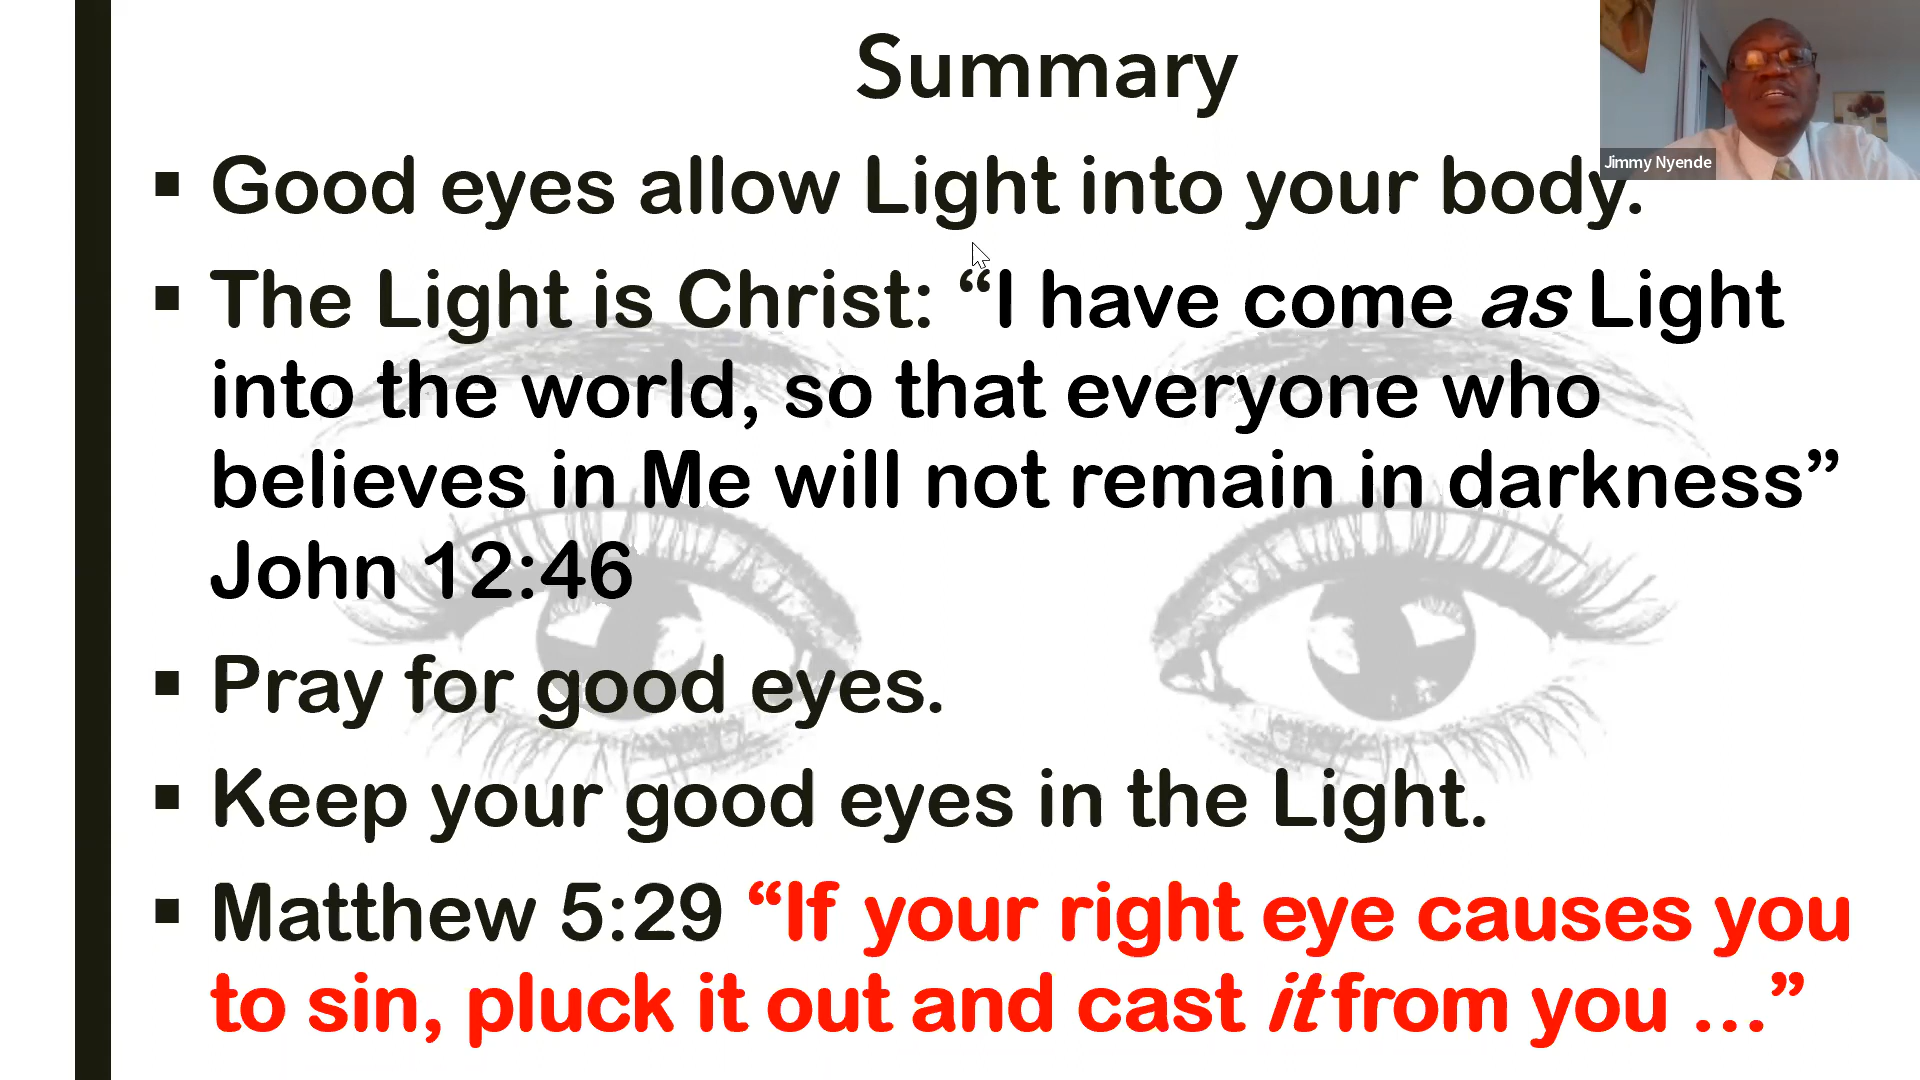 Summary
Jimmy Nyende
▪ Good eyes allow Light into your body.
▪ The Light is Christ: “I have come as Light
into the world, so that everyone who
believes in Me will not remain in darkness”
John 12:46
▪ Pray for good eyes.
▪ Keep your good eyes in the Light.
▪ Matthew 5:29 “If your right eye causes you
to sin, pluck it out and cast it from you ...”